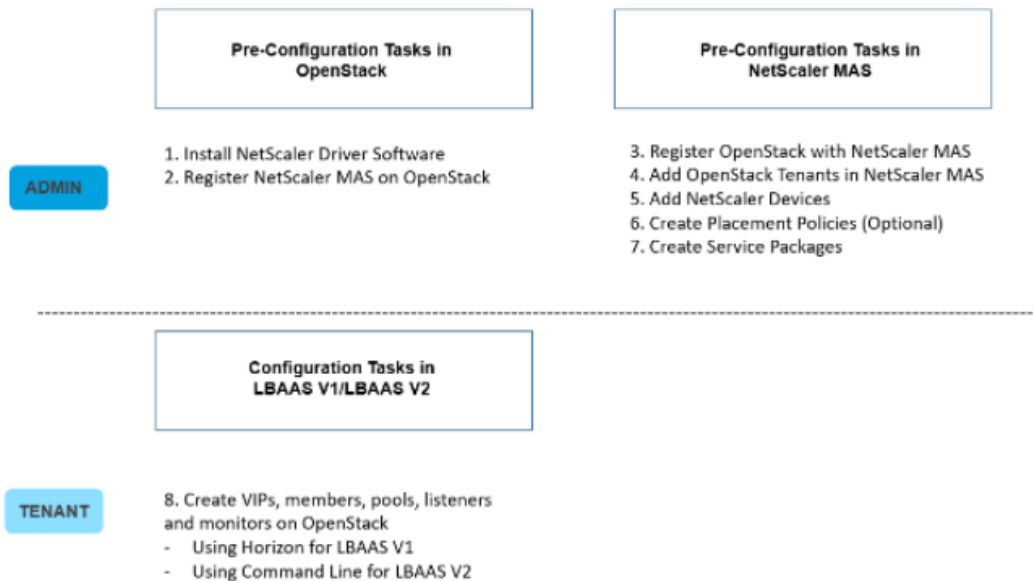 Pre-Configuration Tasks in
OpenStack
Pre-Configuration Tasks in
NetScaler MAS
ADMIN
1. Install NetScaler Driver Software
2. Register NetScaler MAS on OpenStack
3. Register OpenStack with NetScaler MAS
4. Add OpenStack Tenants in NetScaler MAS
5. Add NetScaler Devices
6. Create Placement Policies (Optional)
7. Create Service Packages
Configuration Tasks in
LBAAS V1/LBAAS V2
TENANT
8. Create VIPs, members, pools, listeners
and monitors on OpenStack
- Using Horizon for LBAAS V1
- Using Command Line for LBAAS V2